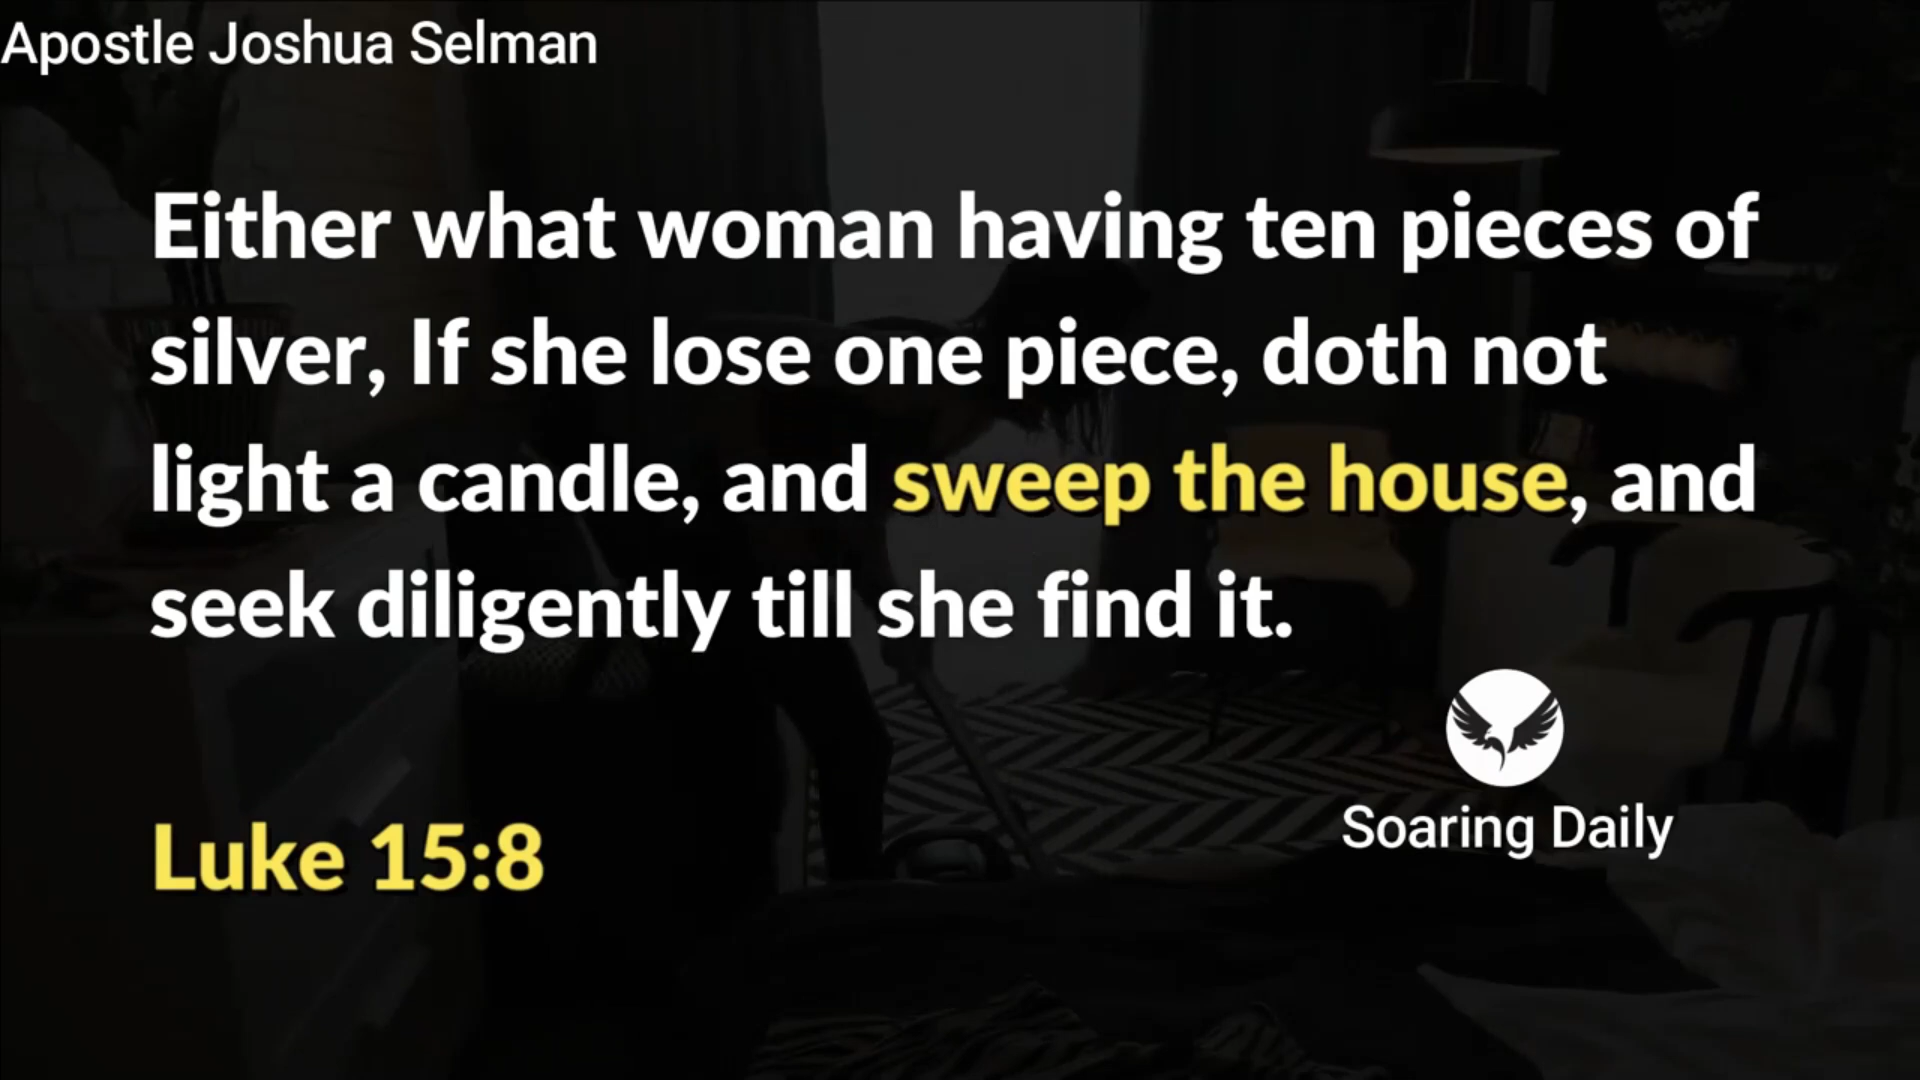 Apostle Joshua Selman
Either what woman having ten pieces of
silver, If she lose one piece, doth not
light a candle, and sweep the house, and
seek diligently till she find it.
Luke 15:8
Soaring Daily